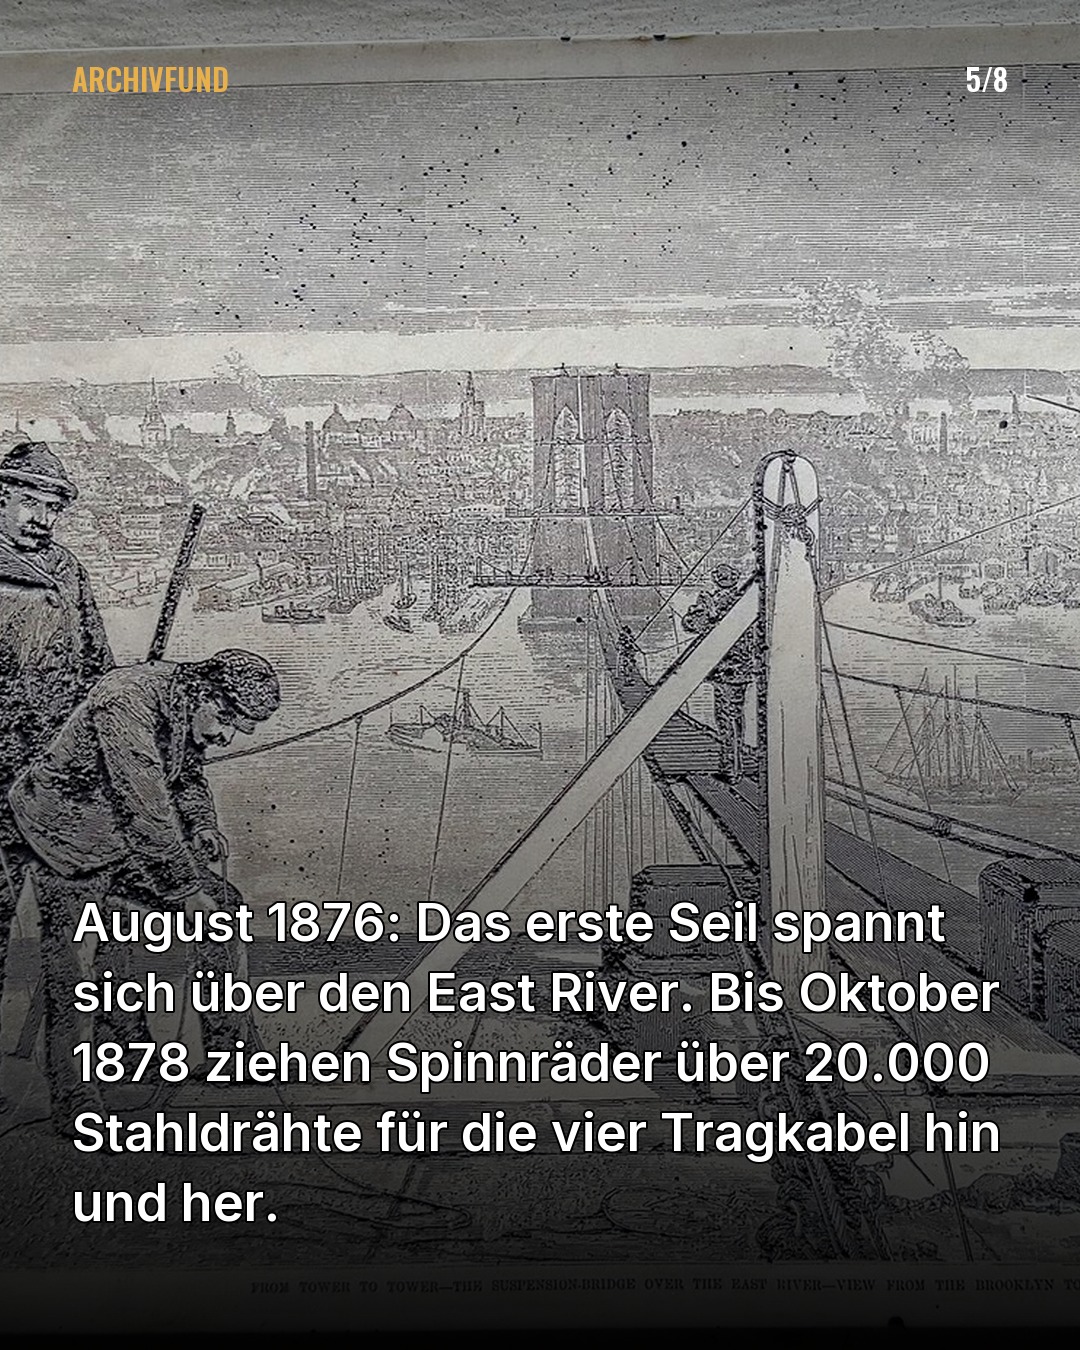 ARCHIVFUND
5/8
August 1876: Das erste Seil spannt
sich über den East River. Bis Oktober
1878 ziehen Spinnräder über 20.000
Stahldrähte für die vier Tragkabel hin
und her.
FROM TOWER TO TOWER—THE SUSPENSION-BRIDGE OVER THE EAST RIVER—VIEW FROM THE BROOKLYN